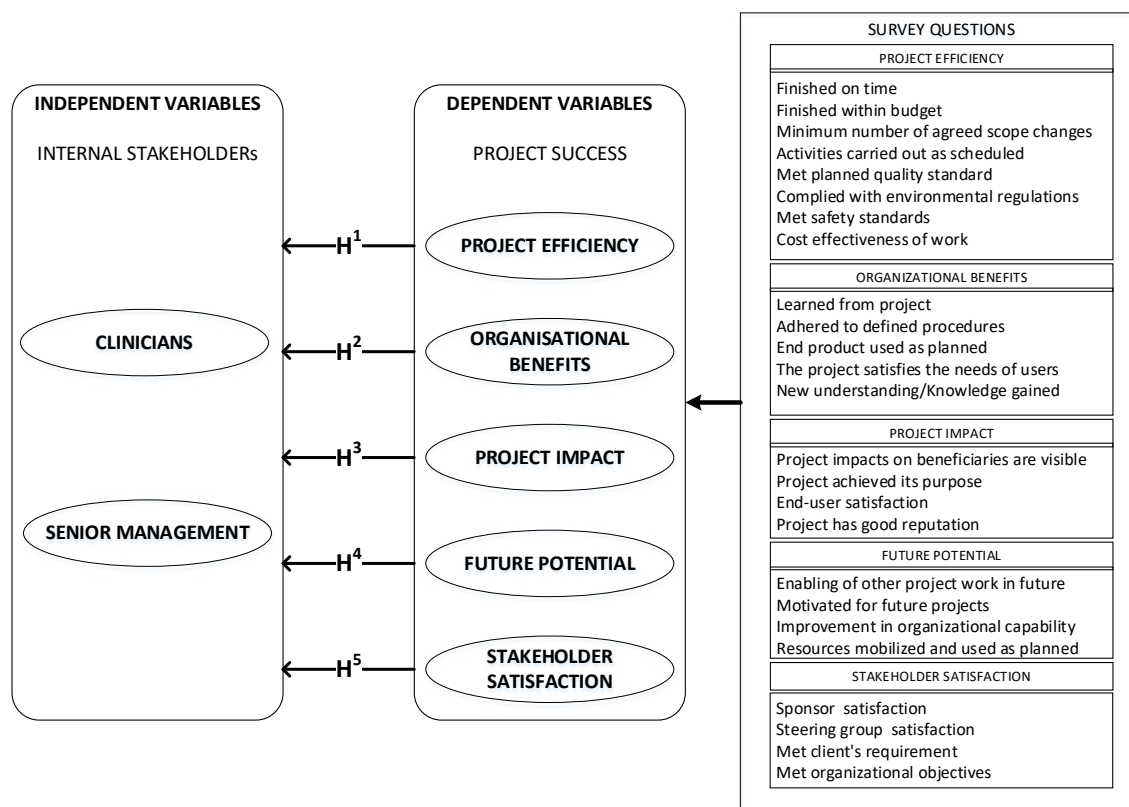 INDEPENDENT VARIABLES
INTERNAL STAKEHOLDERs
CLINICIANS
SENIOR MANAGEMENT
H1
H2
H3
H4
H5
DEPENDENT VARIABLES
PROJECT SUCCESS
PROJECT EFFICIENCY
ORGANISATIONAL
BENEFITS
PROJECT IMPACT
FUTURE POTENTIAL
STAKEHOLDER
SATISFACTION
SURVEY QUESTIONS
PROJECT EFFICIENCY
Finished on time
Finished within budget
Minimum number of agreed scope changes
Activities carried out as scheduled
Met planned quality standard
Complied with environmental regulations
Met safety standards
Cost effectiveness of work
ORGANIZATIONAL BENEFITS
Learned from project
Adhered to defined procedures
End product used as planned
The project satisfies the needs of users
New understanding/Knowledge gained
PROJECT IMPACT
Project impacts on beneficiaries are visible
Project achieved its purpose
End-user satisfaction
Project has good reputation
FUTURE POTENTIAL
Enabling of other project work in future
Motivated for future projects
Improvement in organizational capability
Resources mobilized and used as planned
STAKEHOLDER SATISFACTION
Sponsor satisfaction
Steering group satisfaction
Met client's requirement
Met organizational objectives